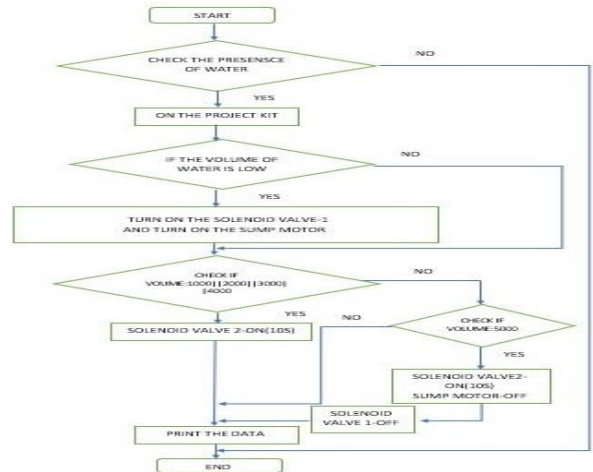 START
CHECK THE PRESENSCE
OF WATER
NO
YES
ON THE PROJECT KIT
IF THE VOLUME OF
WATER IS LOW
NO
YES
TURN ON THE SOLENOID VALVE-1
AND TURN ON THE SUMP MOTOR
CHECK IF
VOLUME:1000||2000||3000|
|4000
NO
YES
SOLENOID VALVE 2-ON(10S)
NO
CHECK IF
VOLUME:5000
YES
SOLENOID VALVE2-
ON(10S)
SUMP MOTOR-OFF
SOLENOID
VALVE 1-OFF
PRINT THE DATA
END